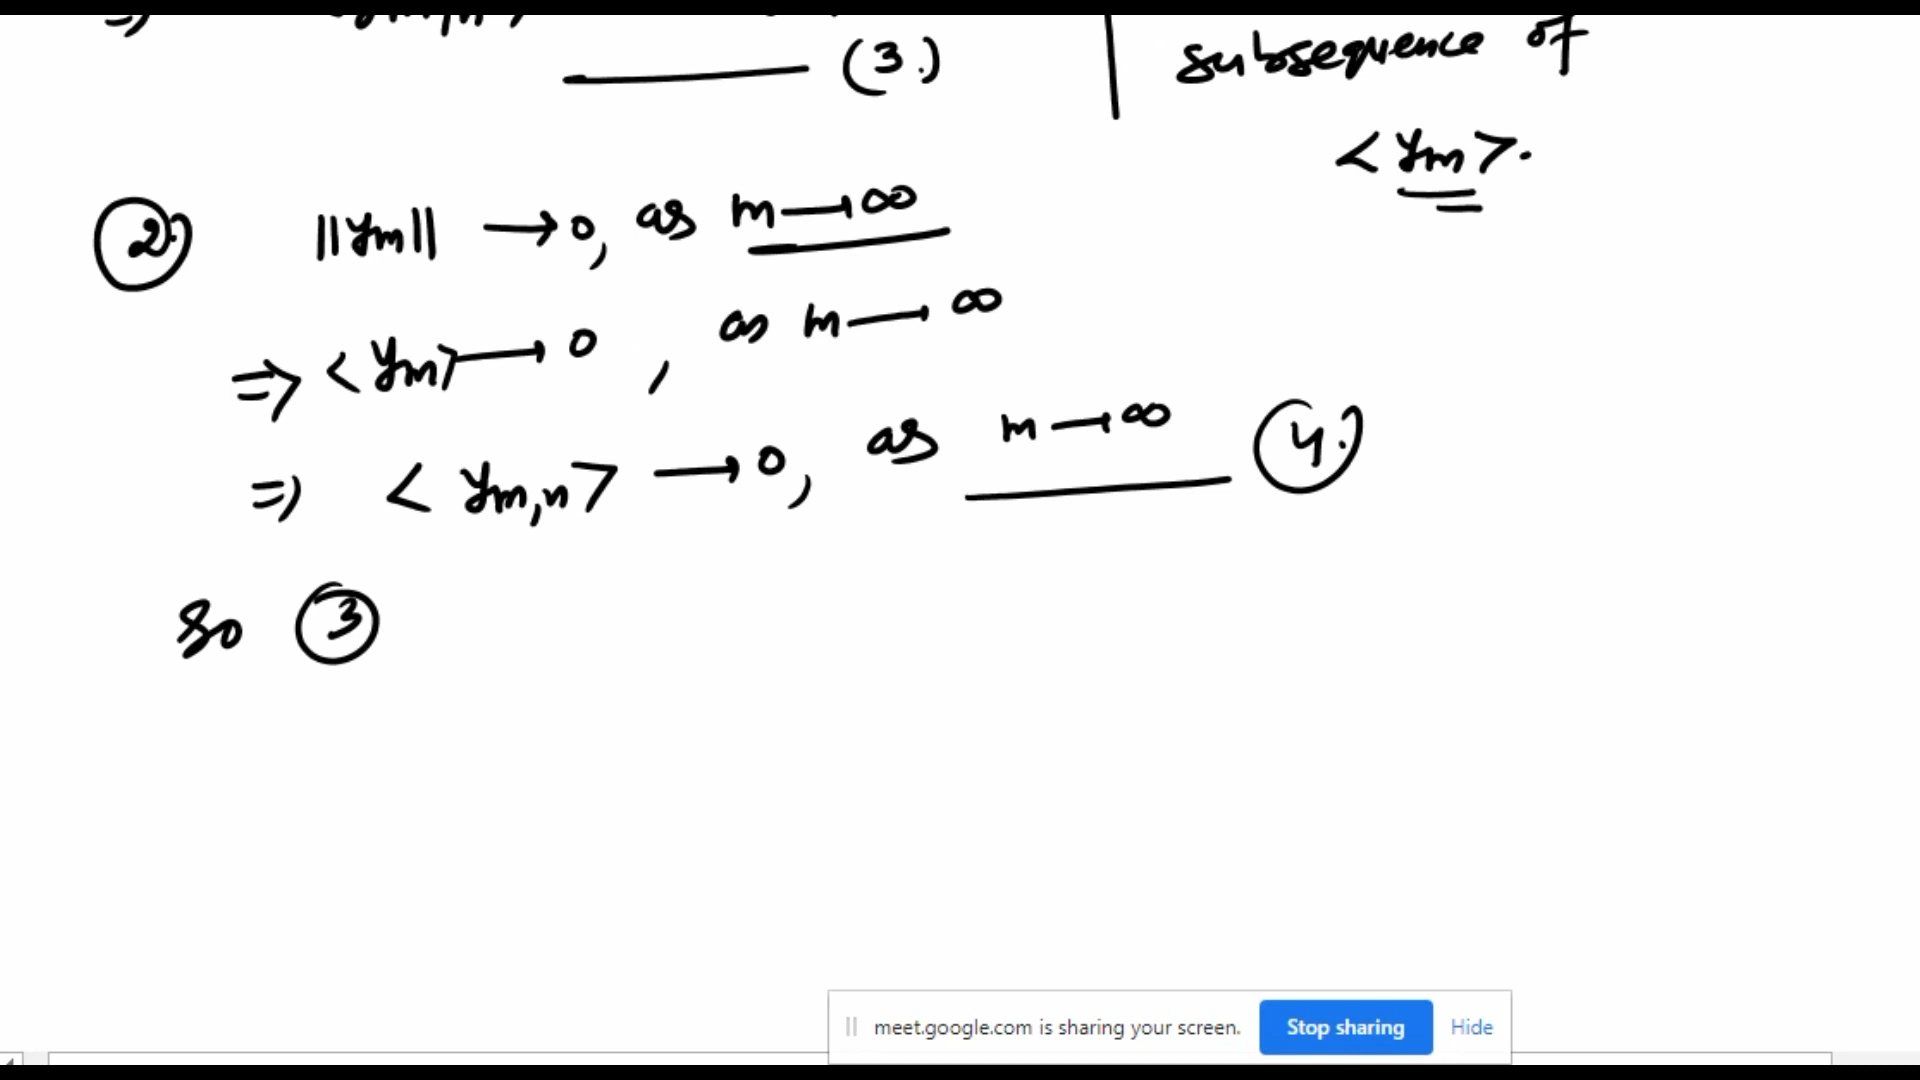 ⇒ (3.)
subsequence of
<ym>.
(2.) ||ym|| → 0, as m → ∞
⇒ <ym> → 0, as m → ∞
⇒ <ym,n> → 0, as m → ∞ (4.)
So (3)
meet.google.com is sharing your screen. Stop sharing Hide